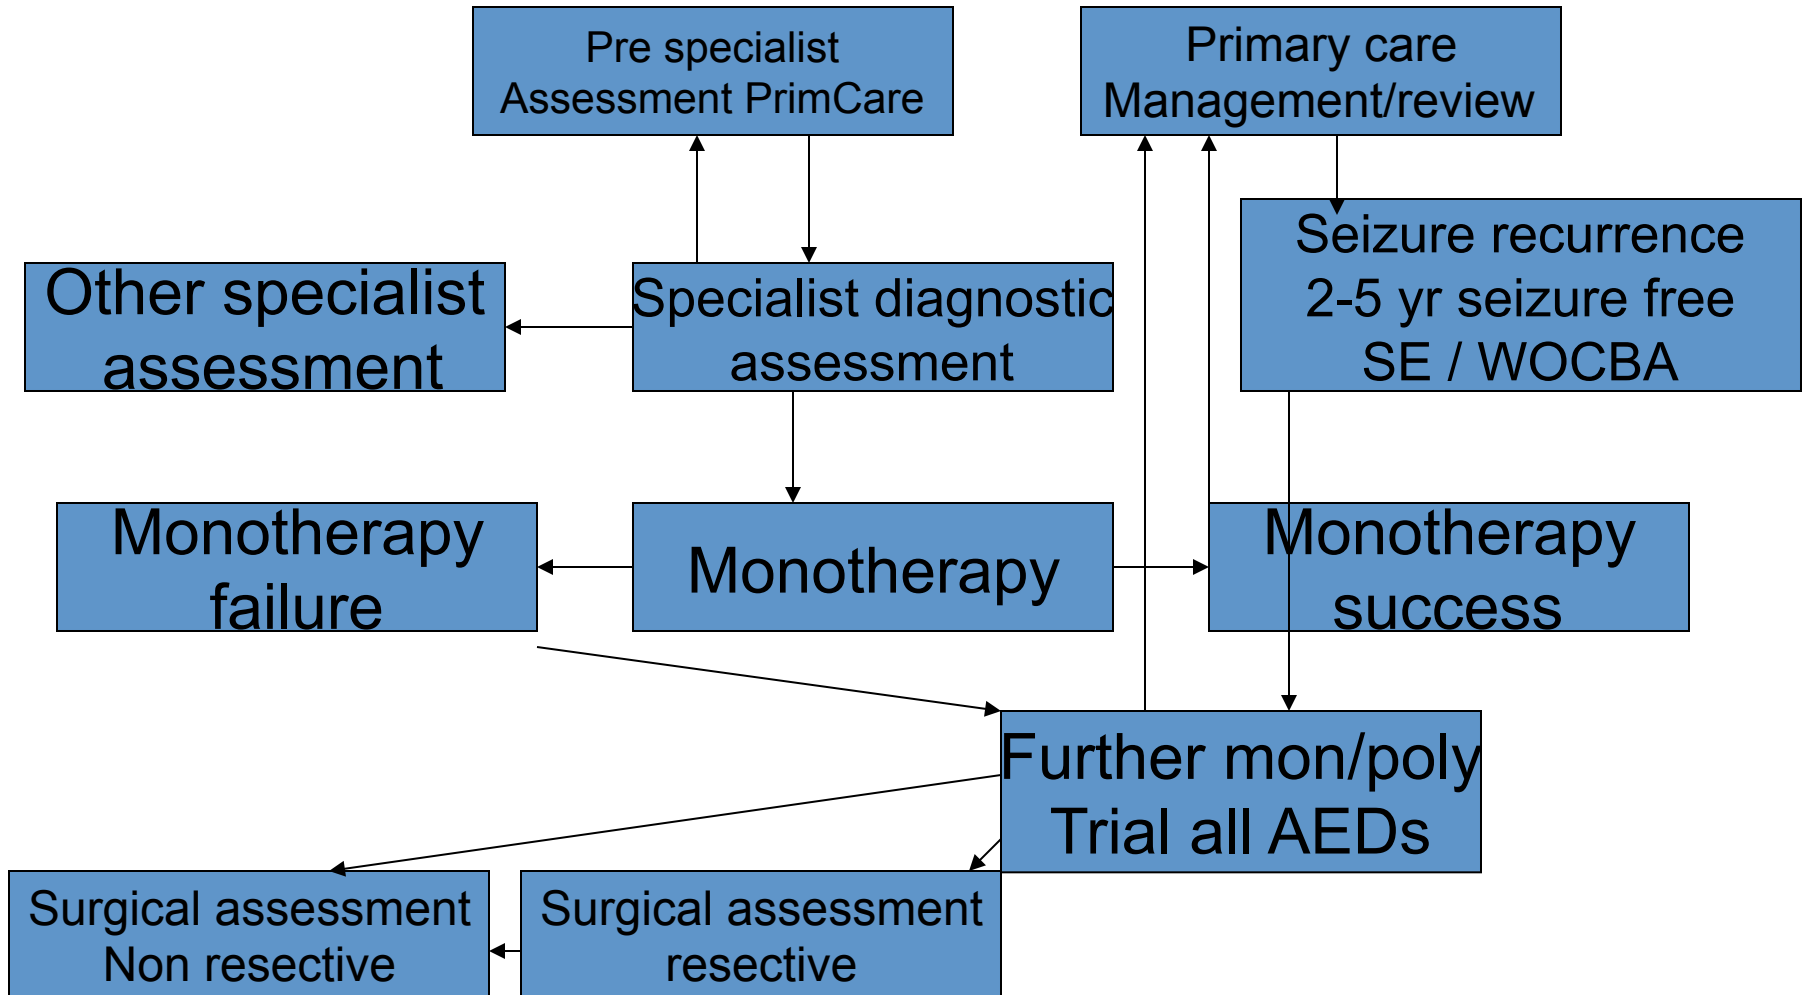 Pre specialist
Assessment PrimCare
Primary care
Management/review
Seizure recurrence
2-5 yr seizure free
SE / WOCBA
Other specialist
assessment
Specialist diagnostic
assessment
Monotherapy
failure
Monotherapy
Monotherapy
success
Further mon/poly
Trial all AEDs
Surgical assessment
Non resective
Surgical assessment
resective